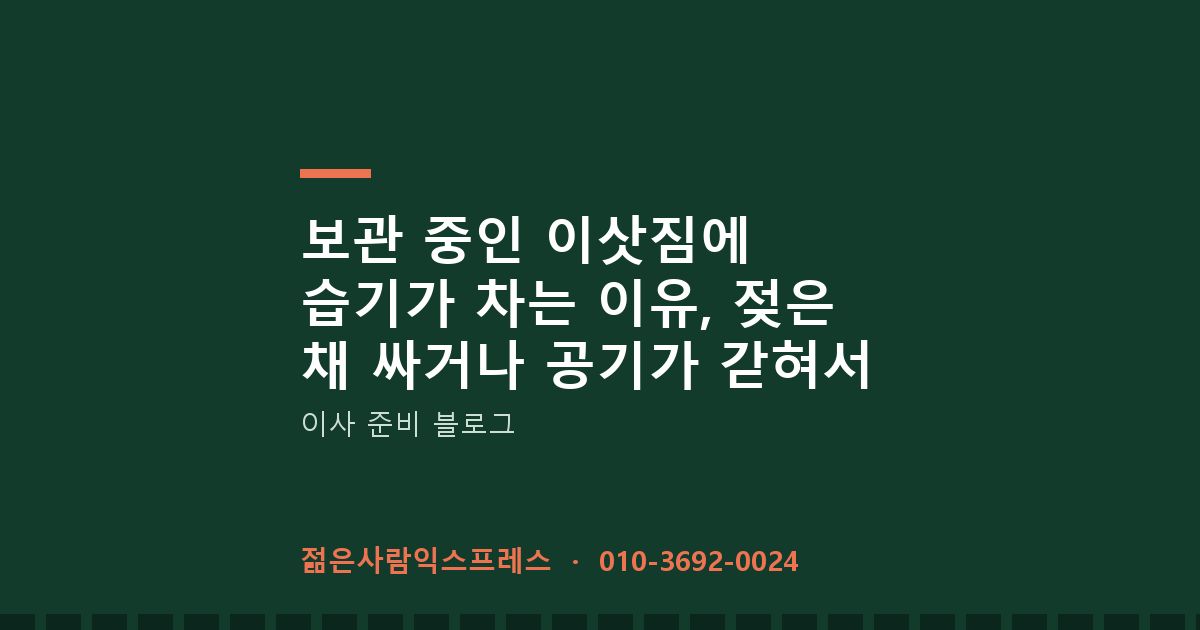 보관 중인 이삿짐에
습기가 차는 이유, 젖은
채 싸거나 공기가 갇혀서
이사 준비 블로그
젊은사람익스프레스 · 010-3692-0024